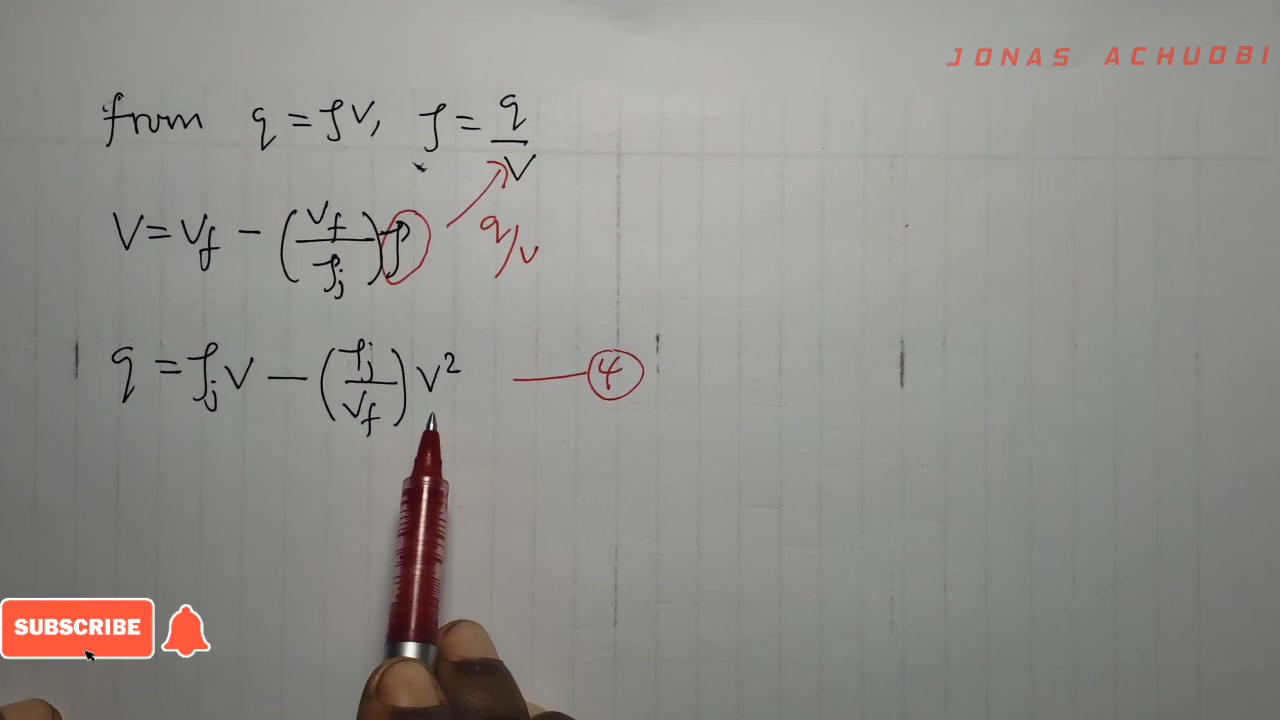 JONAS ACHUOBI
from q = ρV, ρ = q/V
V = Vf - (Vf/ρj)ρ q/v
q = ρjV - (ρj/Vf)V² — ④
SUBSCRIBE